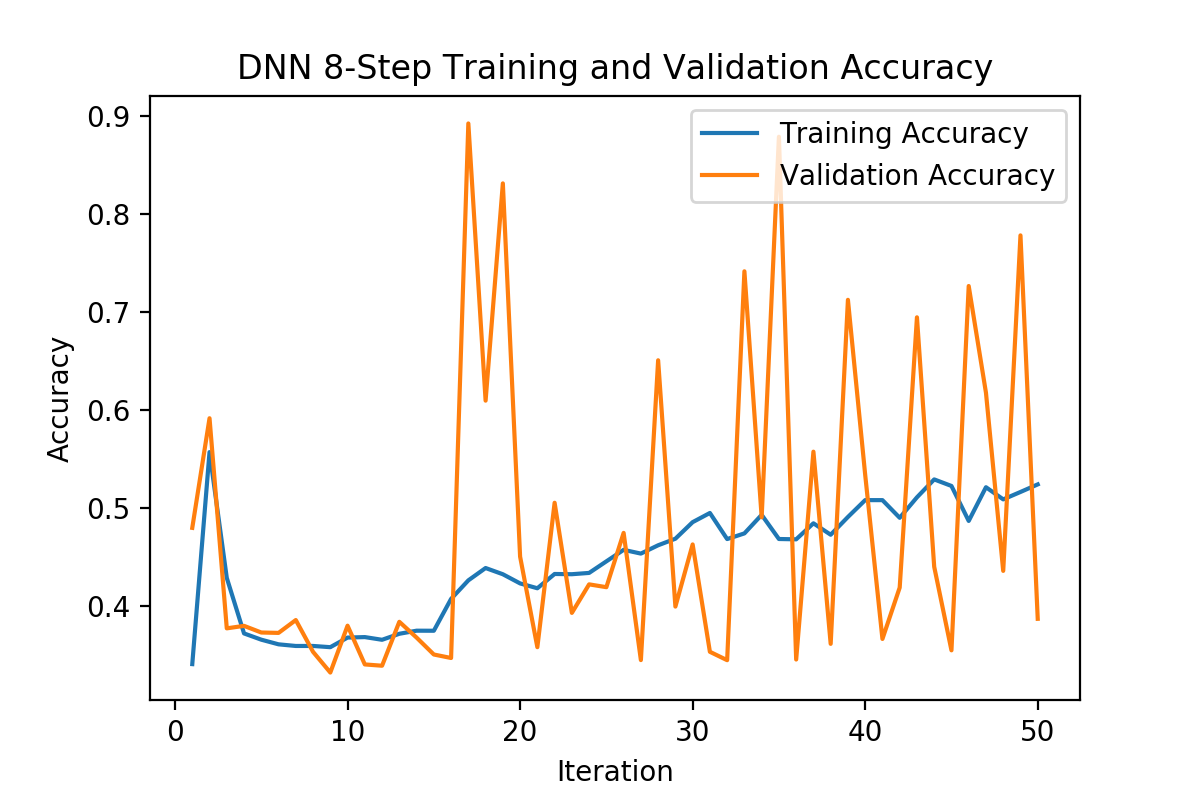 DNN 8-Step Training and Validation Accuracy
Training Accuracy
Validation Accuracy
Accuracy
0.9
0.8
0.7
0.6
0.5
0.4
0 10 20 30 40 50
Iteration